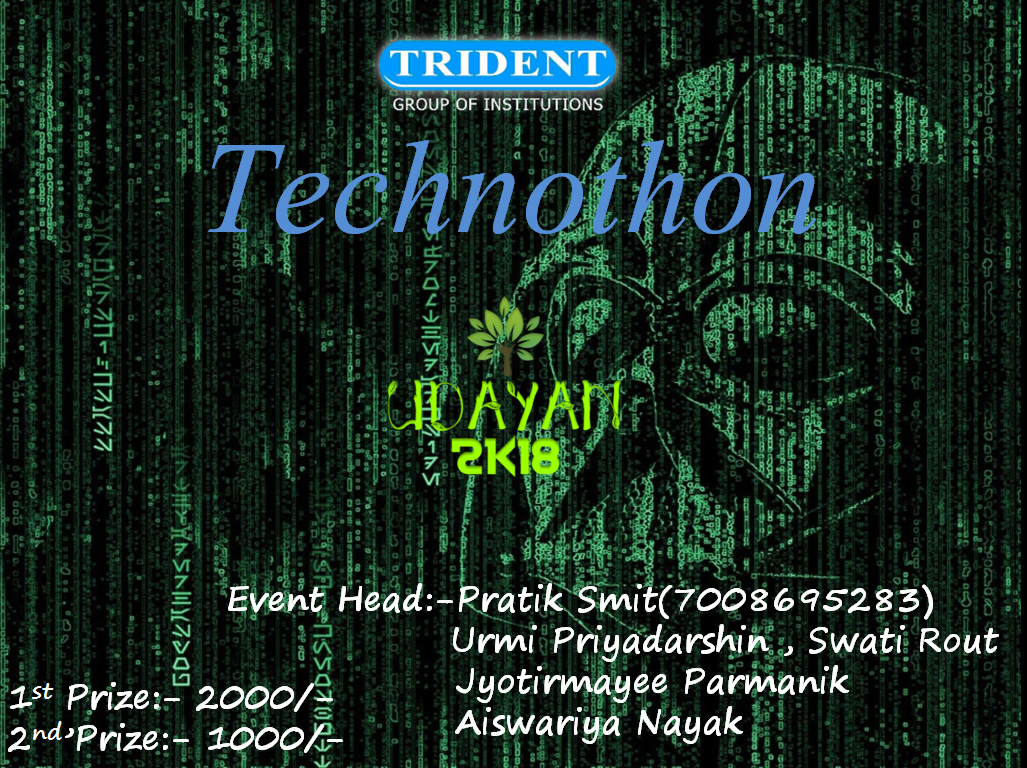 TRIDENT
GROUP OF INSTITUTIONS
Technothon
UDAYAN
2K18
Event Head:-Pratik Smit(7008695283)
Urmi Priyadarshin , Swati Rout
Jyotirmayee Parmanik
Aiswariya Nayak
1st Prize:- 2000/-
2nd’Prize:- 1000/-